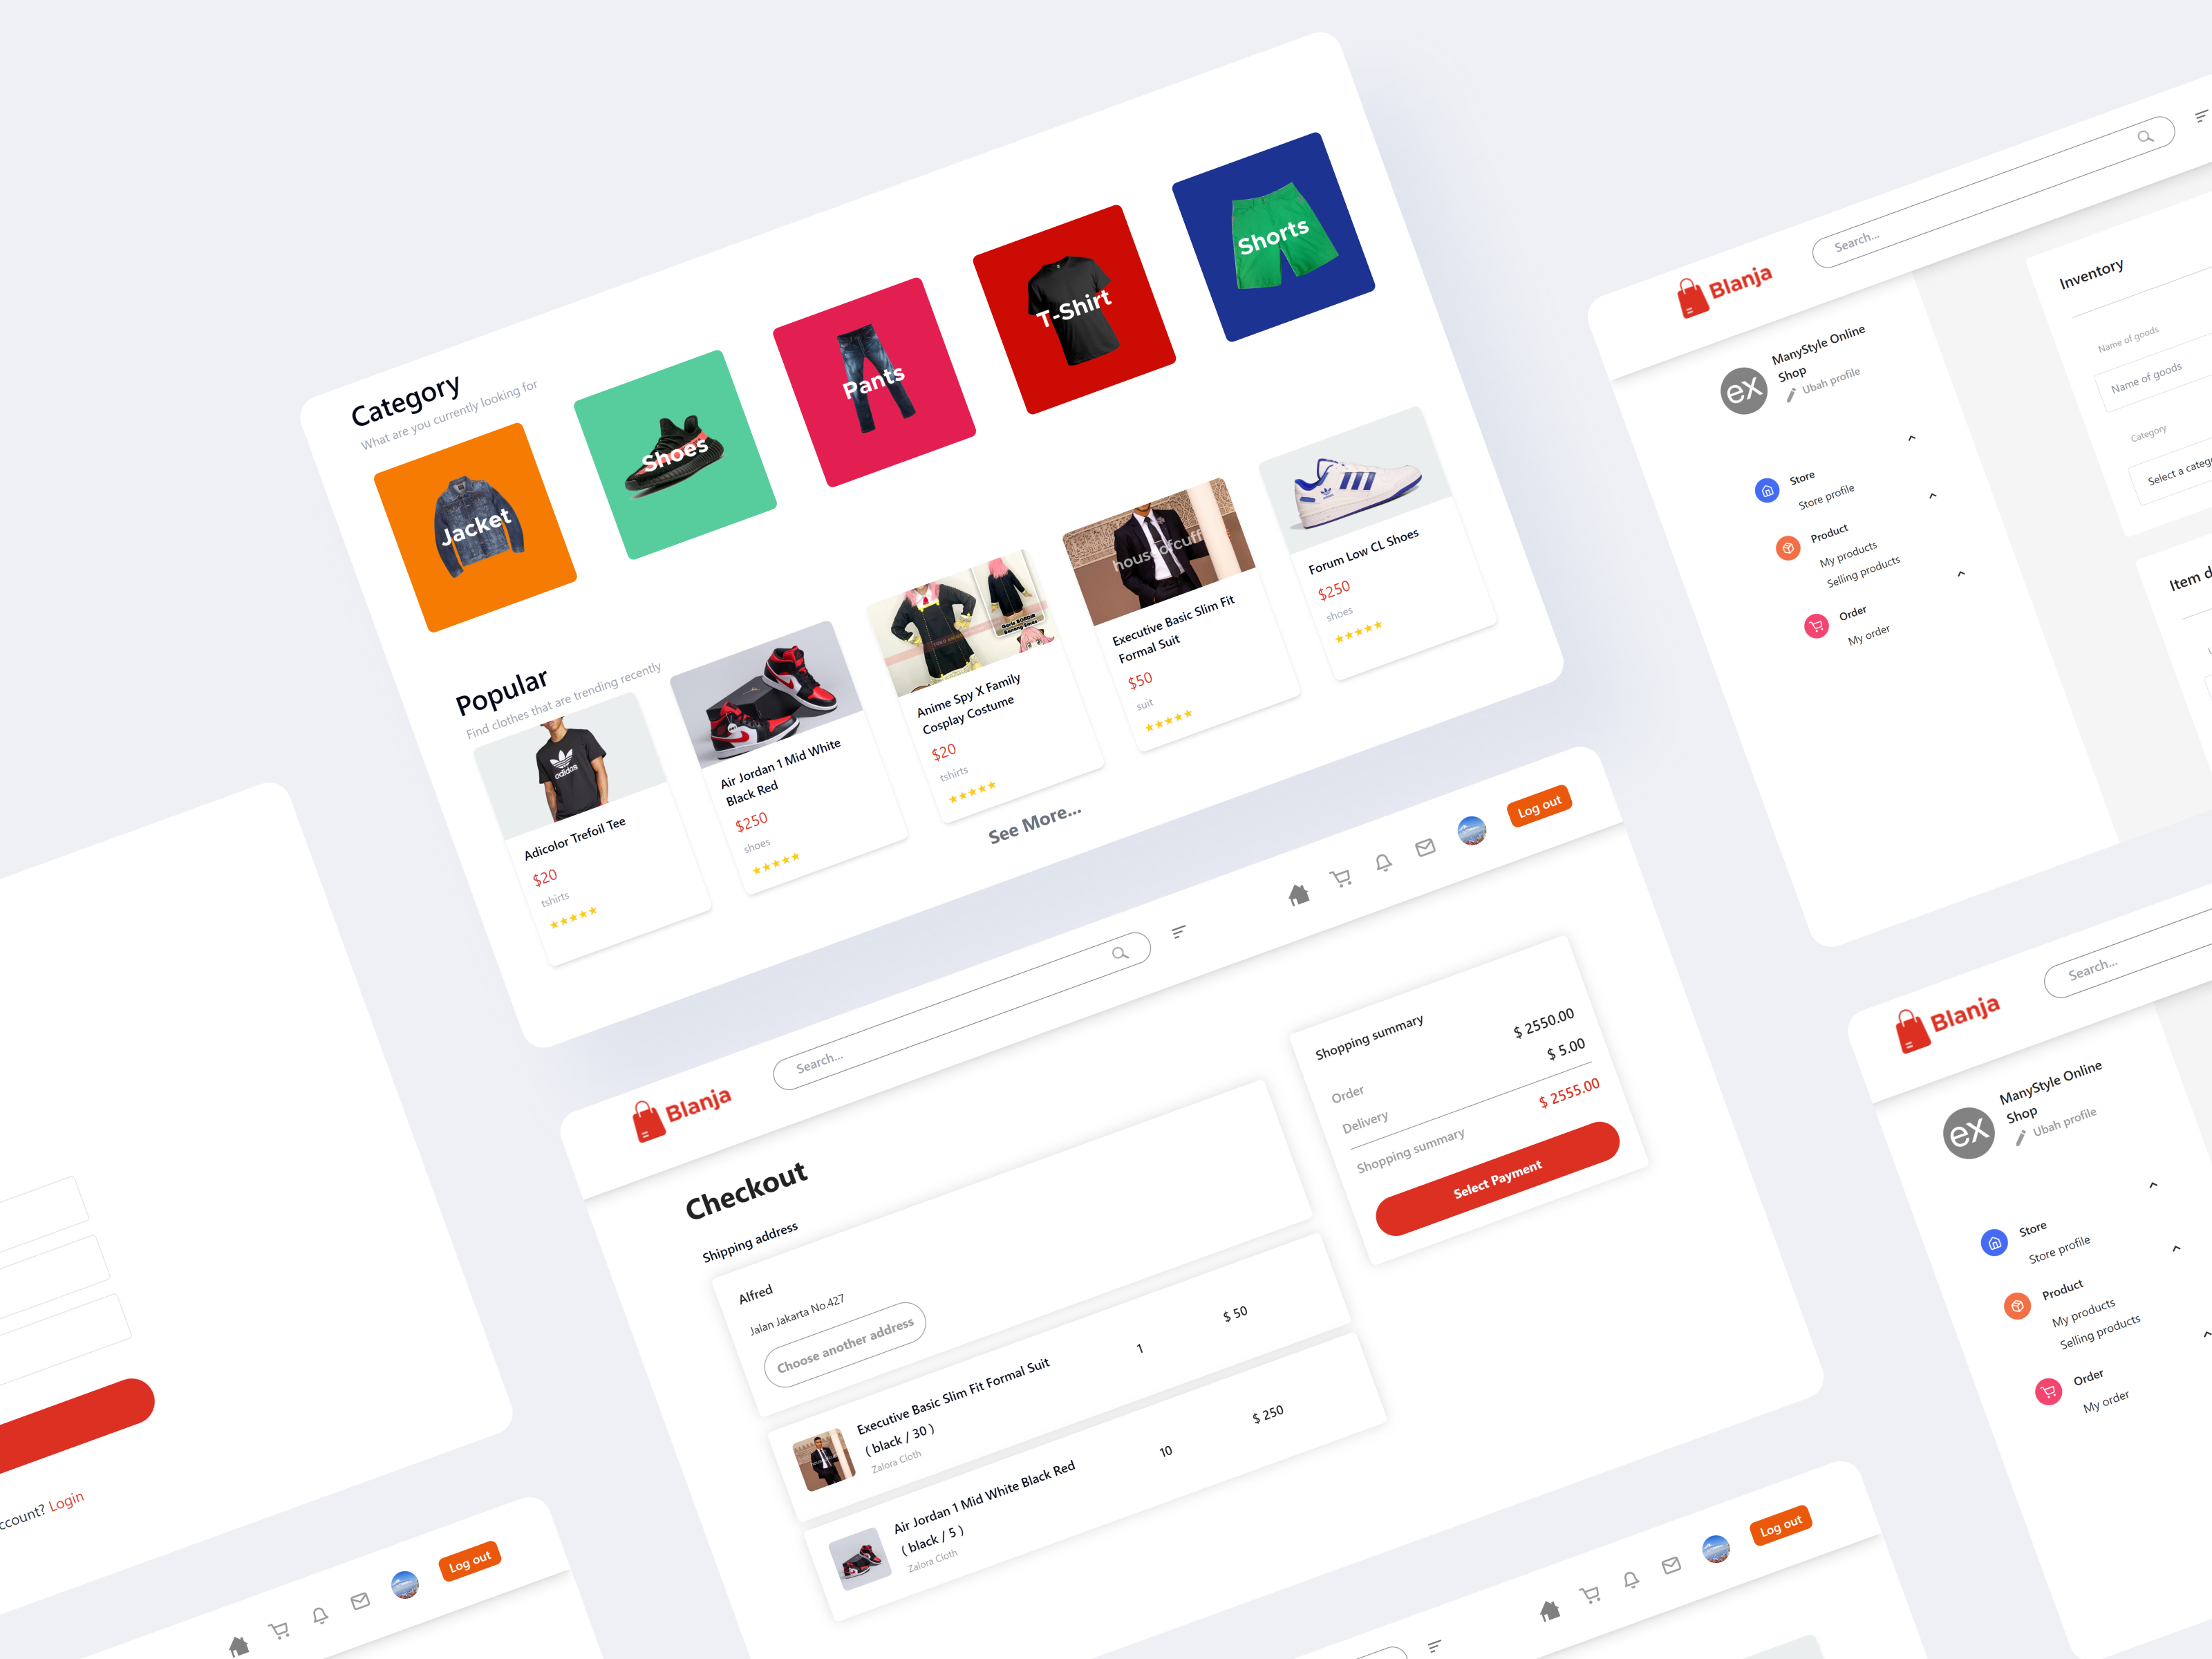 Category
What are you currently looking for
Jacket
Shoes
Pants
T-Shirt
Shorts
Popular
Find clothes that are trending recently
adidas
Adicolor Trefoil Tee
$20
tshirts
Air Jordan 1 Mid White
Black Red
$250
shoes
Anime Spy X Family
Cosplay Costume
$20
tshirts
houseofcuff
Executive Basic Slim Fit
Formal Suit
$50
suit
Forum Low CL Shoes
$250
shoes
See More...
Blanja
Search...
ex
ManyStyle Online
Shop
Ubah profile
Store
Store profile
Product
My products
Selling products
Order
My order
Inventory
Name of goods
Name of goods
Category
Select a categ
Item d
Blanja
Search...
Log out
Checkout
Shipping address
Alfred
Jalan Jakarta No.427
Choose another address
Executive Basic Slim Fit Formal Suit
( black / 30 )
Zalora Cloth
1
$ 50
Air Jordan 1 Mid White Black Red
( black / 5 )
Zalora Cloth
10
$ 250
Shopping summary
Order
$ 2550.00
Delivery
$ 5.00
Shopping summary
$ 2555.00
Select Payment
Blanja
Search...
ex
ManyStyle Online
Shop
Ubah profile
Store
Store profile
Product
My products
Selling products
Order
My order
ccount? Login
Log out
Log out